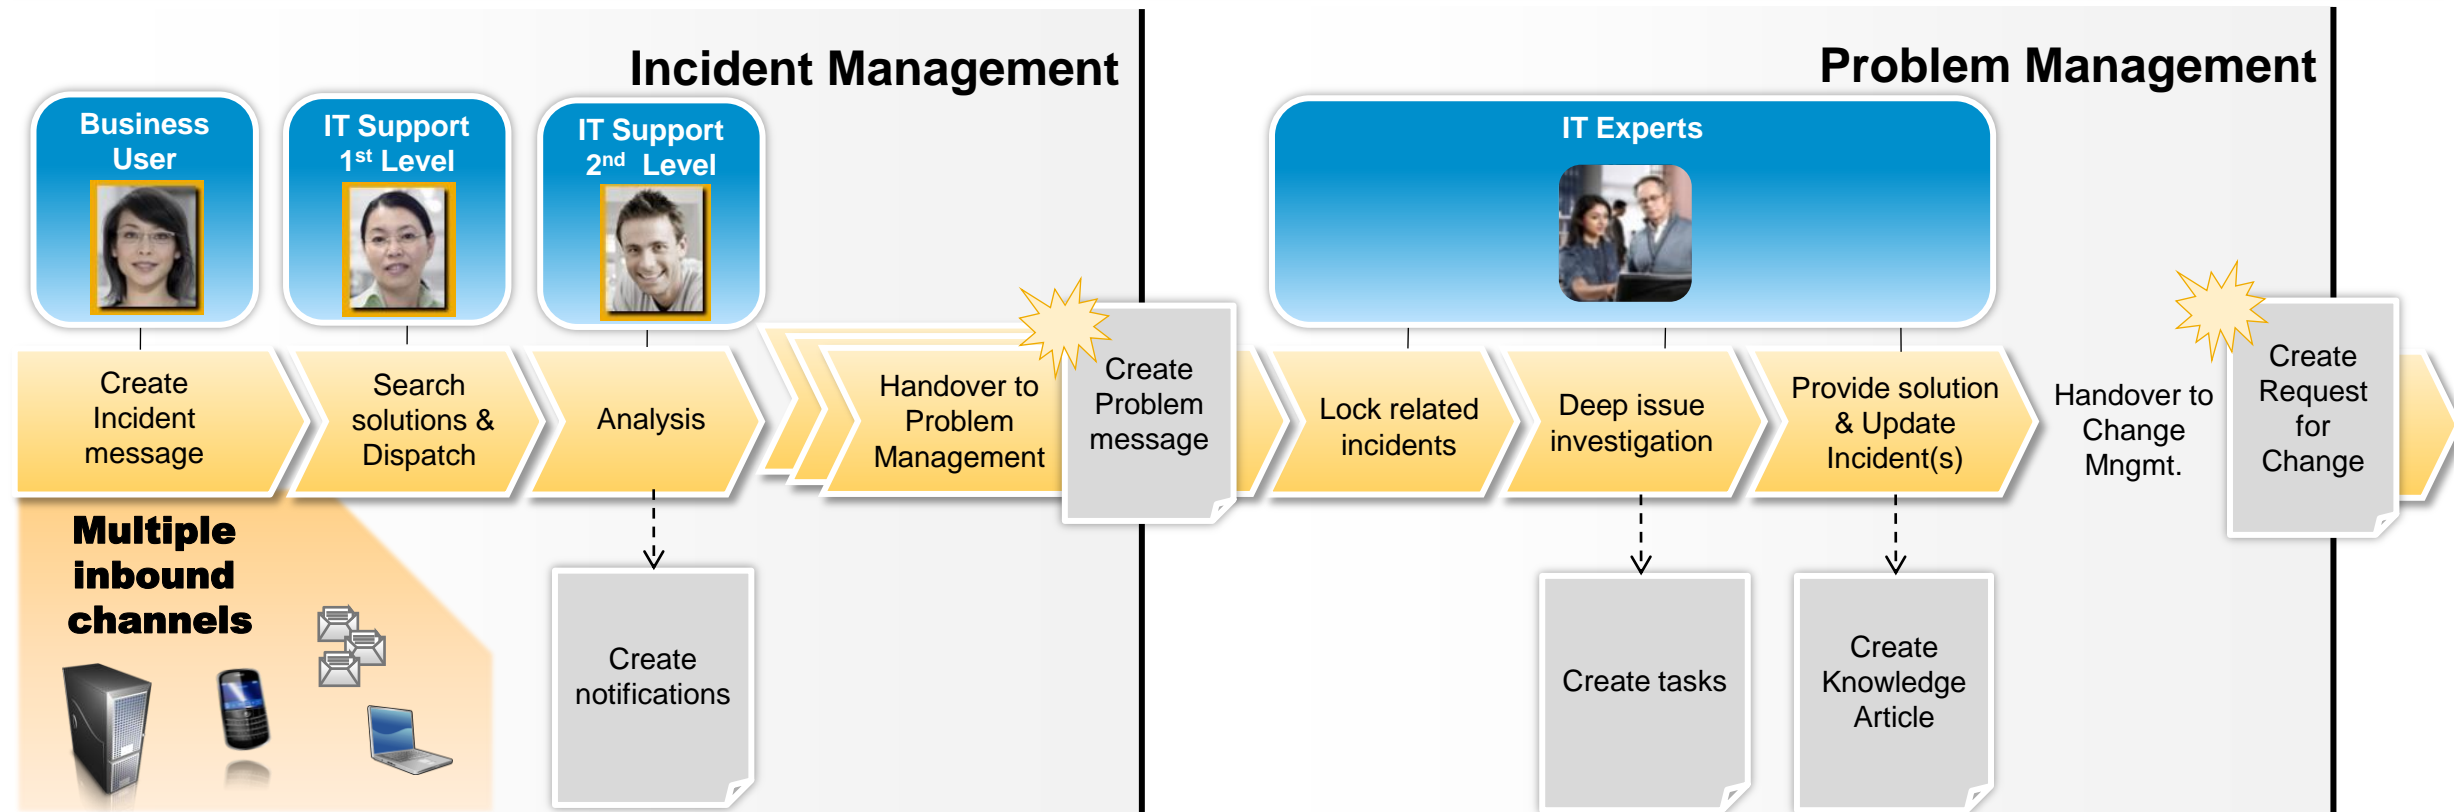 Incident Management
Problem Management
Business
User
IT Support
1st Level
IT Support
2nd Level
IT Experts
Create
Incident
message
Search
solutions &
Dispatch
Analysis
Handover to
Problem
Management
Create
Problem
message
Lock related
incidents
Deep issue
investigation
Provide solution
& Update
Incident(s)
Handover to
Change
Mngmt.
Create
Request
for
Change
Multiple
inbound
channels
Create
notifications
Create tasks
Create
Knowledge
Article